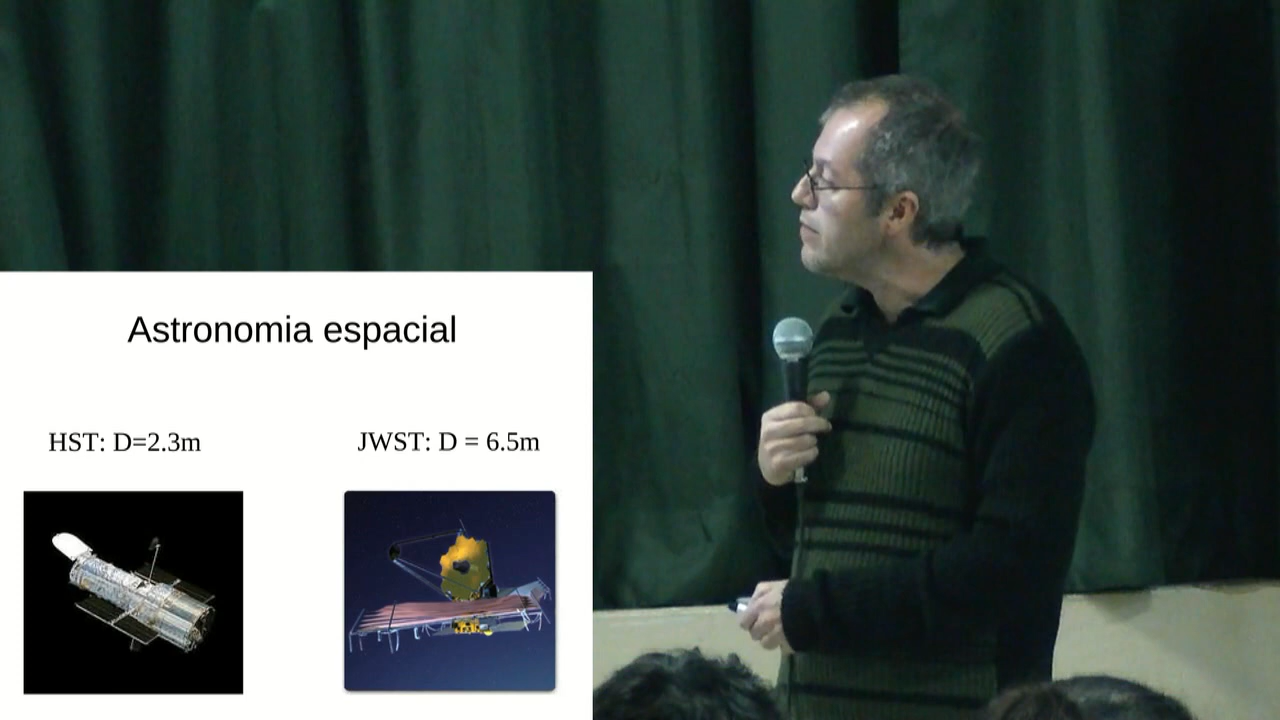 Astronomia espacial
HST: D=2.3m
JWST: D = 6.5m